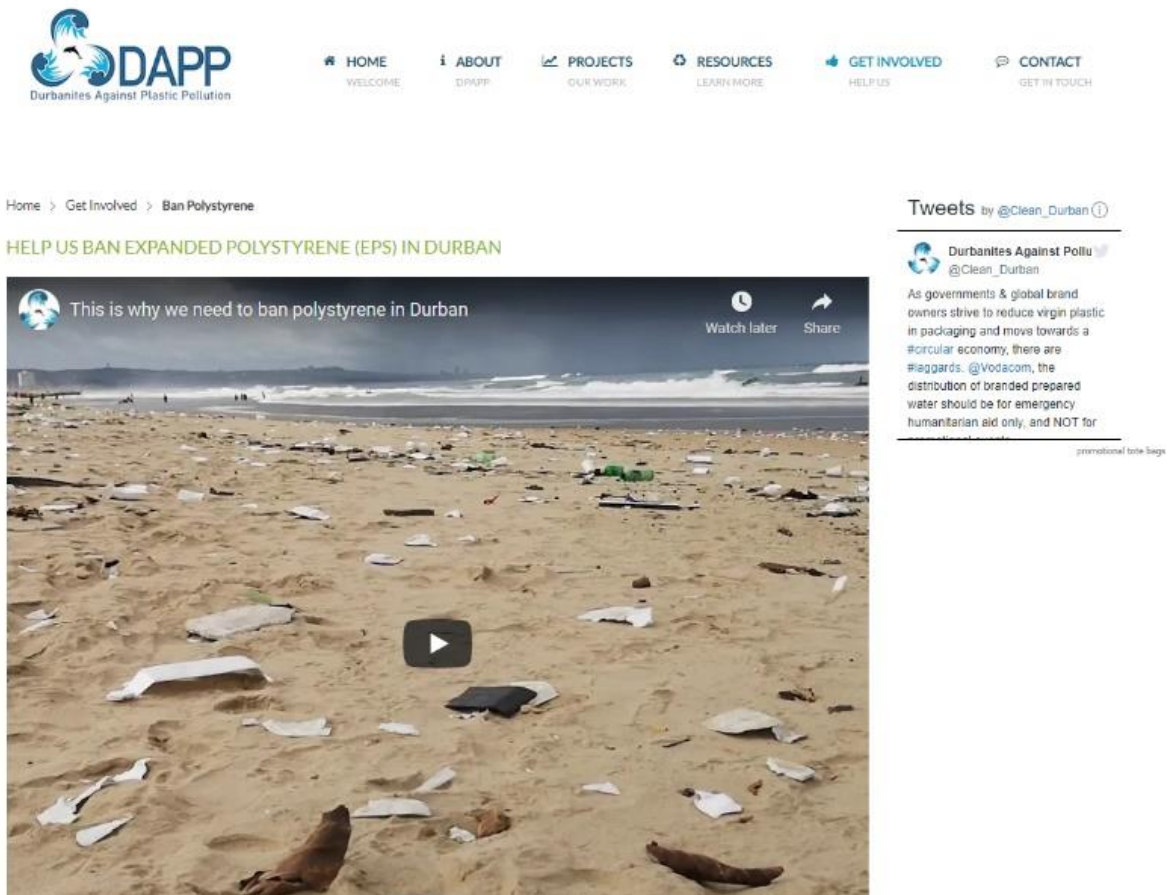 DAPP
Durbanites Against Plastic Pollution
HOME
WELCOME
ABOUT
DPAPP
PROJECTS
OUR WORK
RESOURCES
LEARN MORE
GET INVOLVED
HELP US
CONTACT
GET IN TOUCH
Home > Get Involved > Ban Polystyrene
HELP US BAN EXPANDED POLYSTYRENE (EPS) IN DURBAN
This is why we need to ban polystyrene in Durban
Watch later
Share
Tweets by @Clean_Durban
Durbanites Against Pollu
@Clean_Durban
As governments & global brand
owners strive to reduce virgin plastic
in packaging and move towards a
#circular economy, there are
#laggards. @Vodacom, the
distribution of branded prepared
water should be for emergency
humanitarian aid only, and NOT for
promotional tote bags